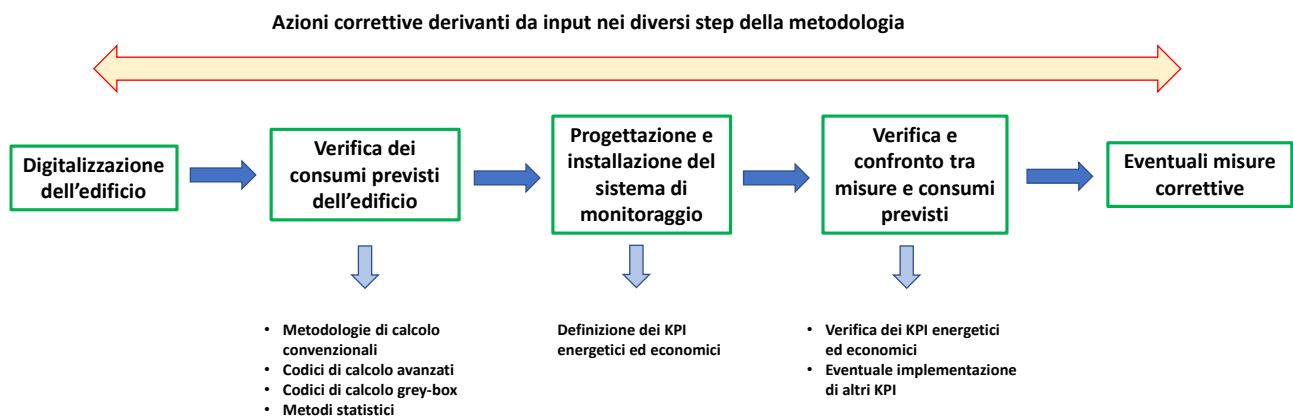 Azioni correttive derivanti da input nei diversi step della metodologia
Digitalizzazione
dell'edificio
Verifica dei
consumi previsti
dell'edificio
Progettazione e
installazione del
sistema di
monitoraggio
Verifica e
confronto tra
misure e consumi
previsti
Eventuali misure
correttive
• Metodologie di calcolo
convenzionali
• Codici di calcolo avanzati
• Codici di calcolo grey-box
• Metodi statistici
Definizione dei KPI
energetici ed economici
• Verifica dei KPI energetici
ed economici
• Eventuale implementazione
di altri KPI